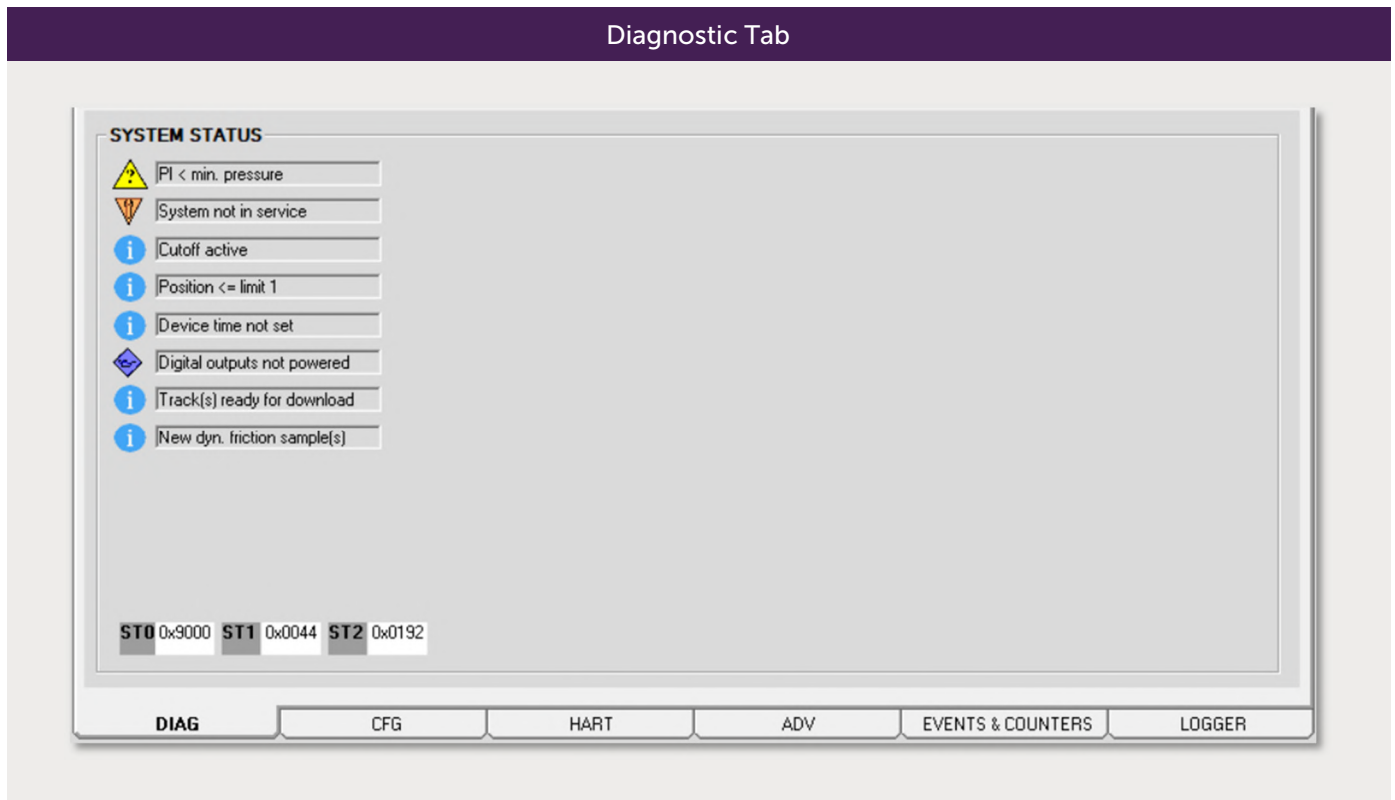 Diagnostic Tab
SYSTEM STATUS
? PI < min. pressure
System not in service
i Cutoff active
i Position <= limit 1
i Device time not set
Digital outputs not powered
i Track(s) ready for download
i New dyn. friction sample(s)
ST0 0x9000 ST1 0x0044 ST2 0x0192
DIAG CFG HART ADV EVENTS & COUNTERS LOGGER